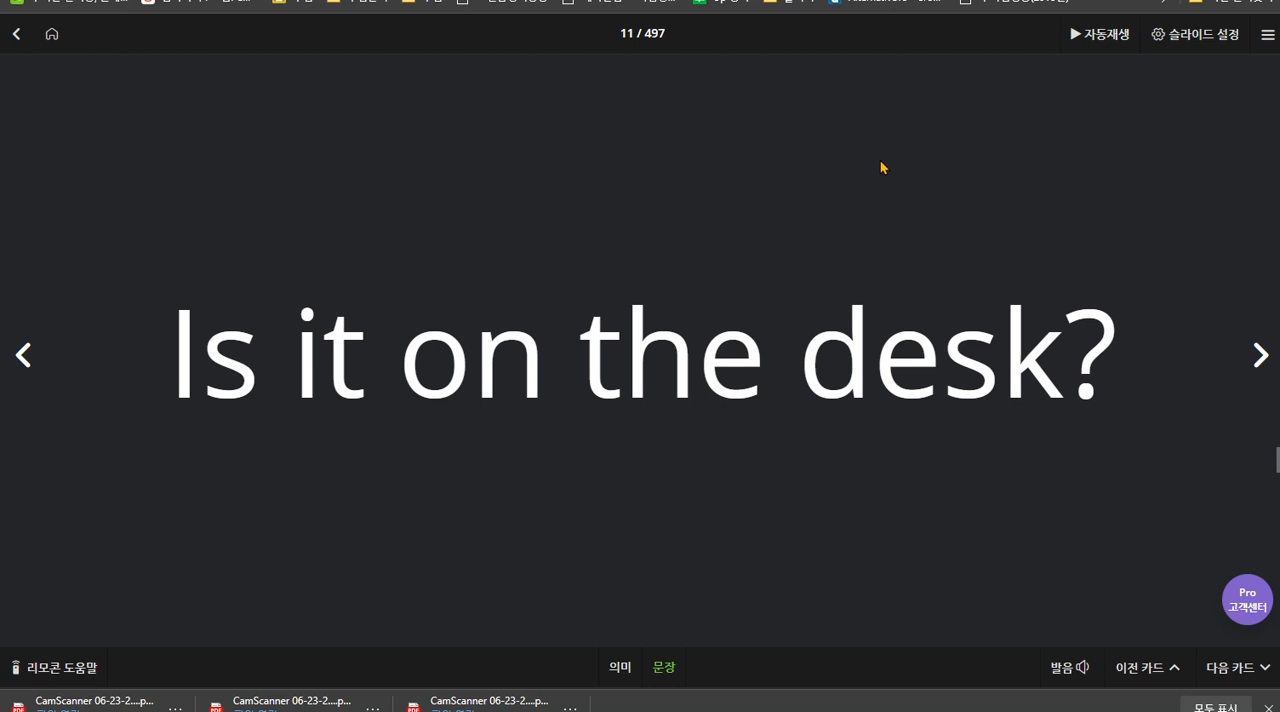 11 / 497
자동재생
슬라이드 설정
Is it on the desk?
Pro
고객센터
리모콘 도움말
의미
문장
발음
이전 카드
다음 카드
CamScanner 06-23-2....p...
CamScanner 06-23-2....p...
CamScanner 06-23-2....p...
모두 표시